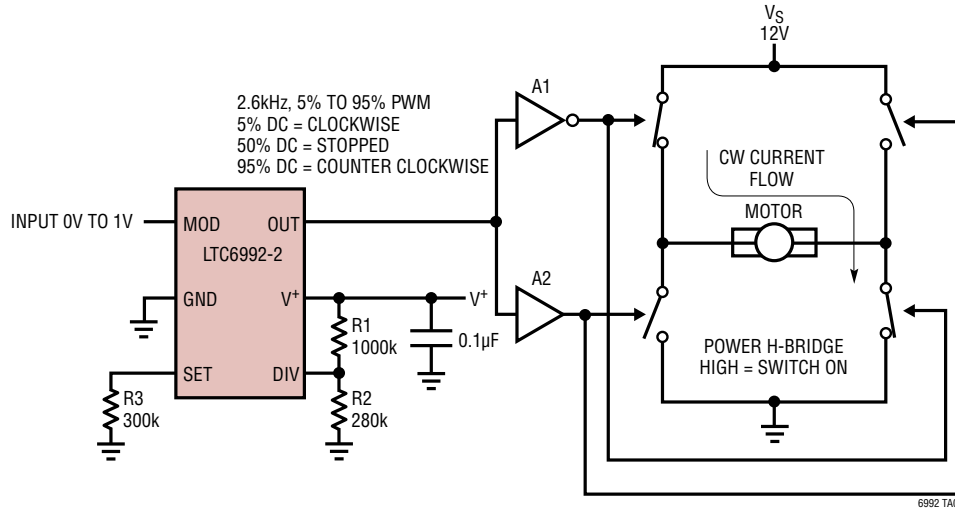 VS
12V
A1
2.6kHz, 5% TO 95% PWM
5% DC = CLOCKWISE
50% DC = STOPPED
95% DC = COUNTER CLOCKWISE
CW CURRENT
FLOW
MOTOR
INPUT 0V TO 1V
MOD
OUT
LTC6992-2
A2
GND
V+
V+
R1
1000k
0.1µF
POWER H-BRIDGE
HIGH = SWITCH ON
SET
DIV
R3
300k
R2
280k
6992 TA0